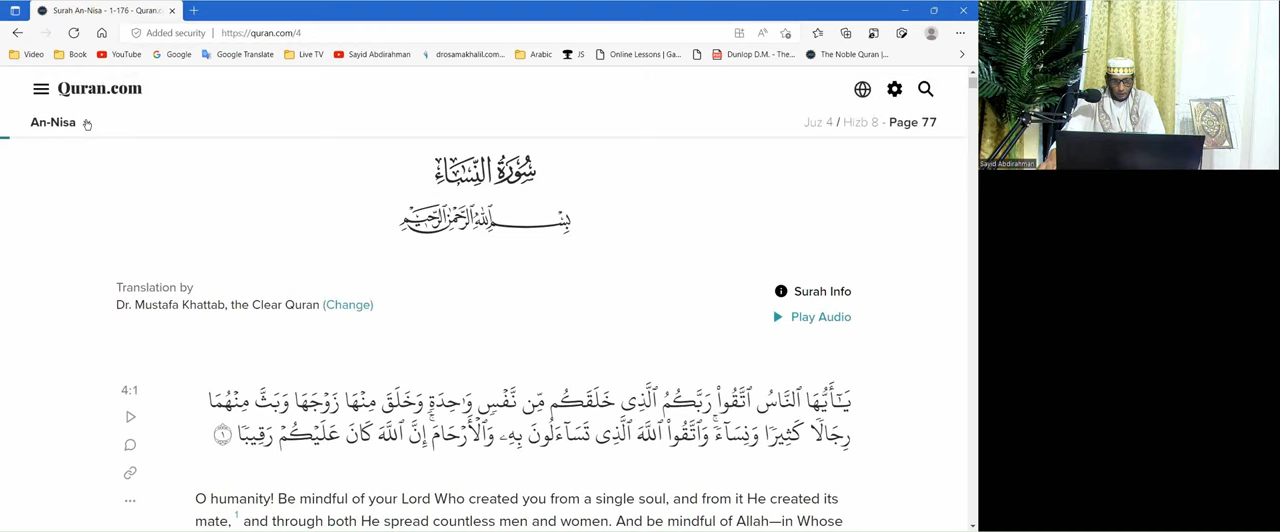 Surah An-Nisa - 1-176 - Quran.c
Added security
https://quran.com/4
Video
Book
YouTube
Google
Google Translate
Live TV
Sayid Abdirahman
drosamakhalil.com...
Arabic
JS
Online Lessons | Ga...
Dunlop D.M. - The...
The Noble Quran |...
Quran.com
An-Nisa
Juz 4 / Hizb 8 - Page 77
سُورَةُ النِّسَاءِ
بِسْمِ اللَّهِ الرَّحْمَٰنِ الرَّحِيمِ
Translation by
Dr. Mustafa Khattab, the Clear Quran (Change)
Surah Info
Play Audio
4:1
يَـٰٓأَيُّهَا ٱلنَّاسُ ٱتَّقُوا۟ رَبَّكُمُ ٱلَّذِى خَلَقَكُم مِّن نَّفْسٍ وَٰحِدَةٍ وَخَلَقَ مِنْهَا زَوْجَهَا وَبَثَّ مِنْهُمَا
رِجَالًا كَثِيرًا وَنِسَآءً ۚ وَٱتَّقُوا۟ ٱللَّهَ ٱلَّذِى تَسَآءَلُونَ بِهِۦ وَٱلْأَرْحَامَ ۚ إِنَّ ٱللَّهَ كَانَ عَلَيْكُمْ رَقِيبًا ١
O humanity! Be mindful of your Lord Who created you from a single soul, and from it He created its
mate,1 and through both He spread countless men and women. And be mindful of Allah—in Whose
Sayid Abdirahman